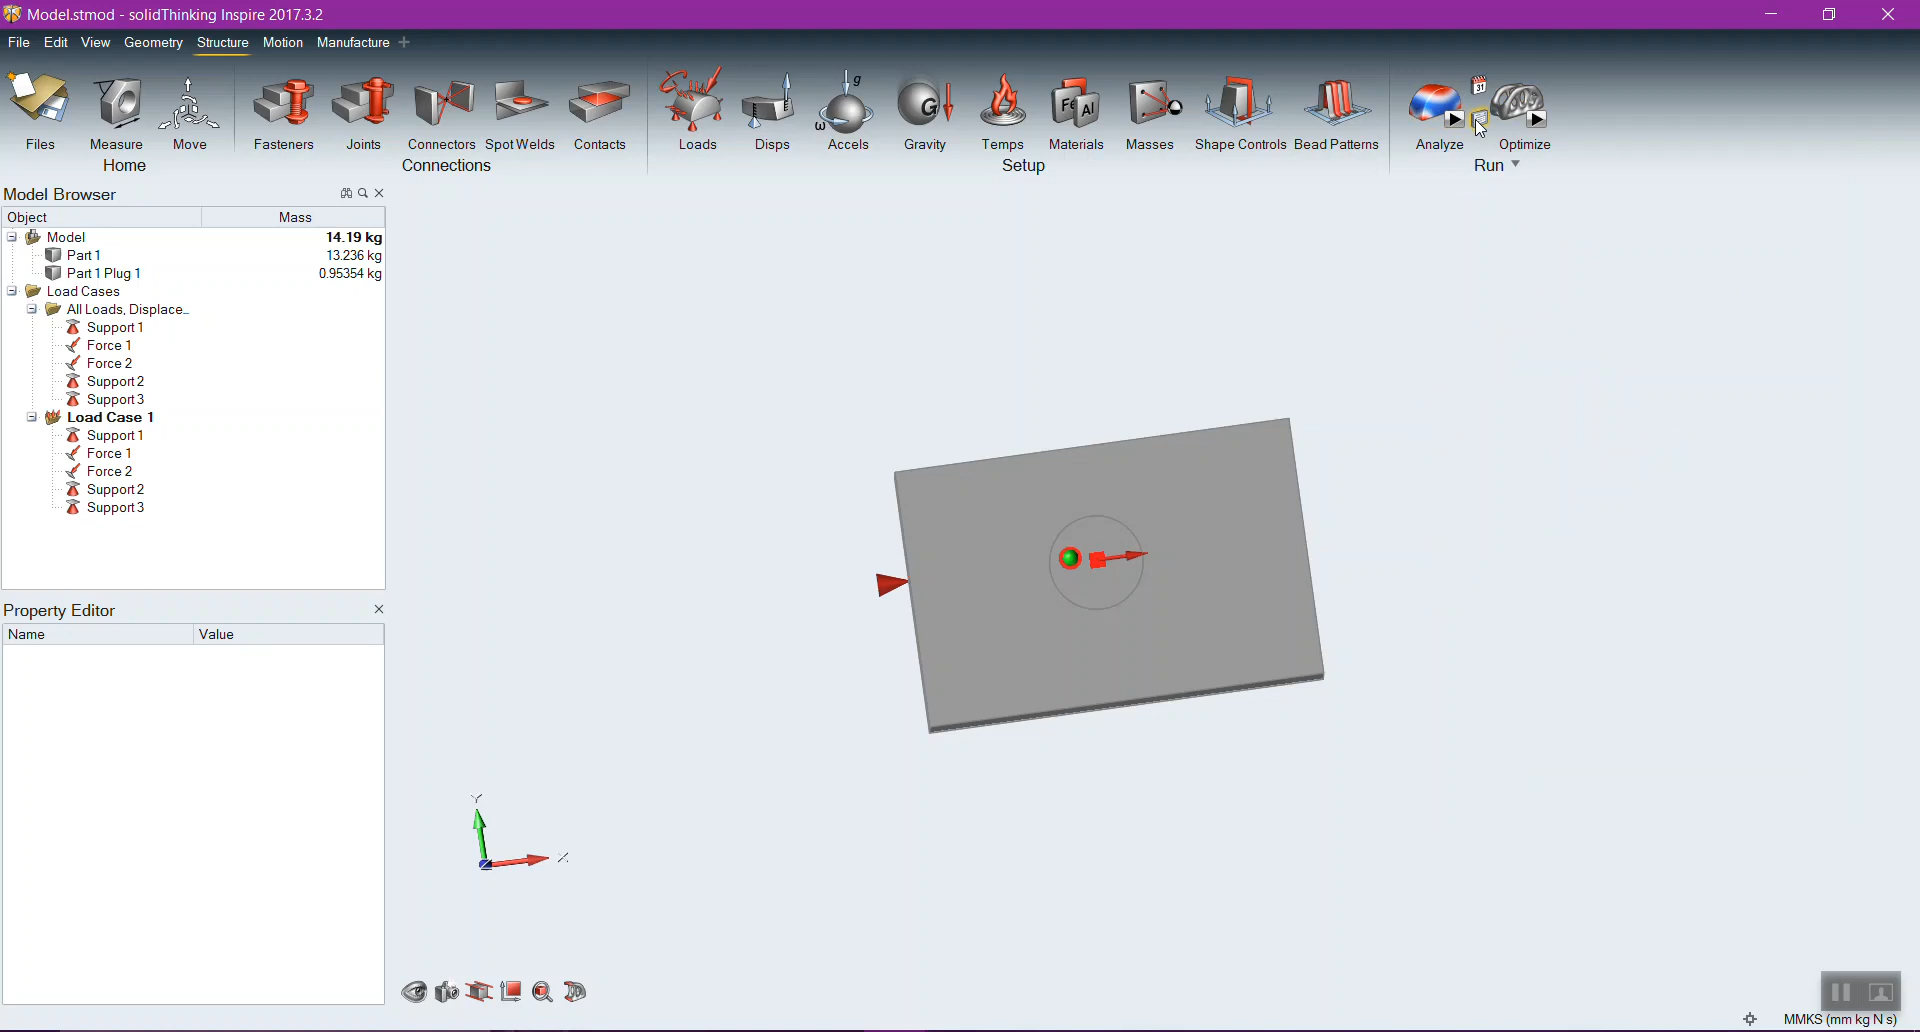 Model.stmod - solidThinking Inspire 2017.3.2
File Edit View Geometry Structure Motion Manufacture
Files Measure Move Fasteners Joints Connectors Spot Welds Contacts Loads Disps Accels Gravity Temps Materials Masses Shape Controls Bead Patterns Analyze Optimize
Home Connections Setup Run
Model Browser
Object Mass
Model 14.19 kg
Part 1 13.236 kg
Part 1 Plug 1 0.95354 kg
Load Cases
All Loads, Displace...
Support 1
Force 1
Force 2
Support 2
Support 3
Load Case 1
Support 1
Force 1
Force 2
Support 2
Support 3
Property Editor
Name Value
g
ω
G
Fe
Al
31
Y
X
MMKS (mm kg N s)